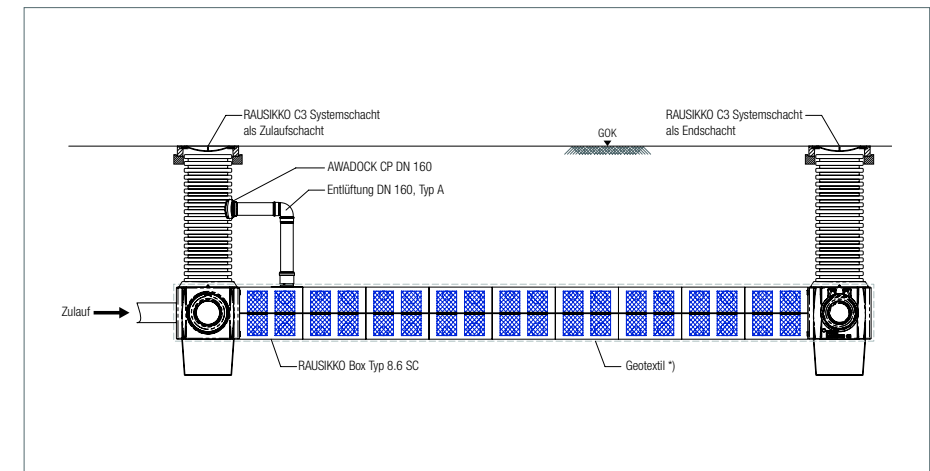 RAUSIKKO C3 Systemschacht
als Zulaufschacht
GOK
RAUSIKKO C3 Systemschacht
als Endschacht
AWADOCK CP DN 160
Entlüftung DN 160, Typ A
Zulauf
RAUSIKKO Box Typ 8.6 SC
Geotextil *)